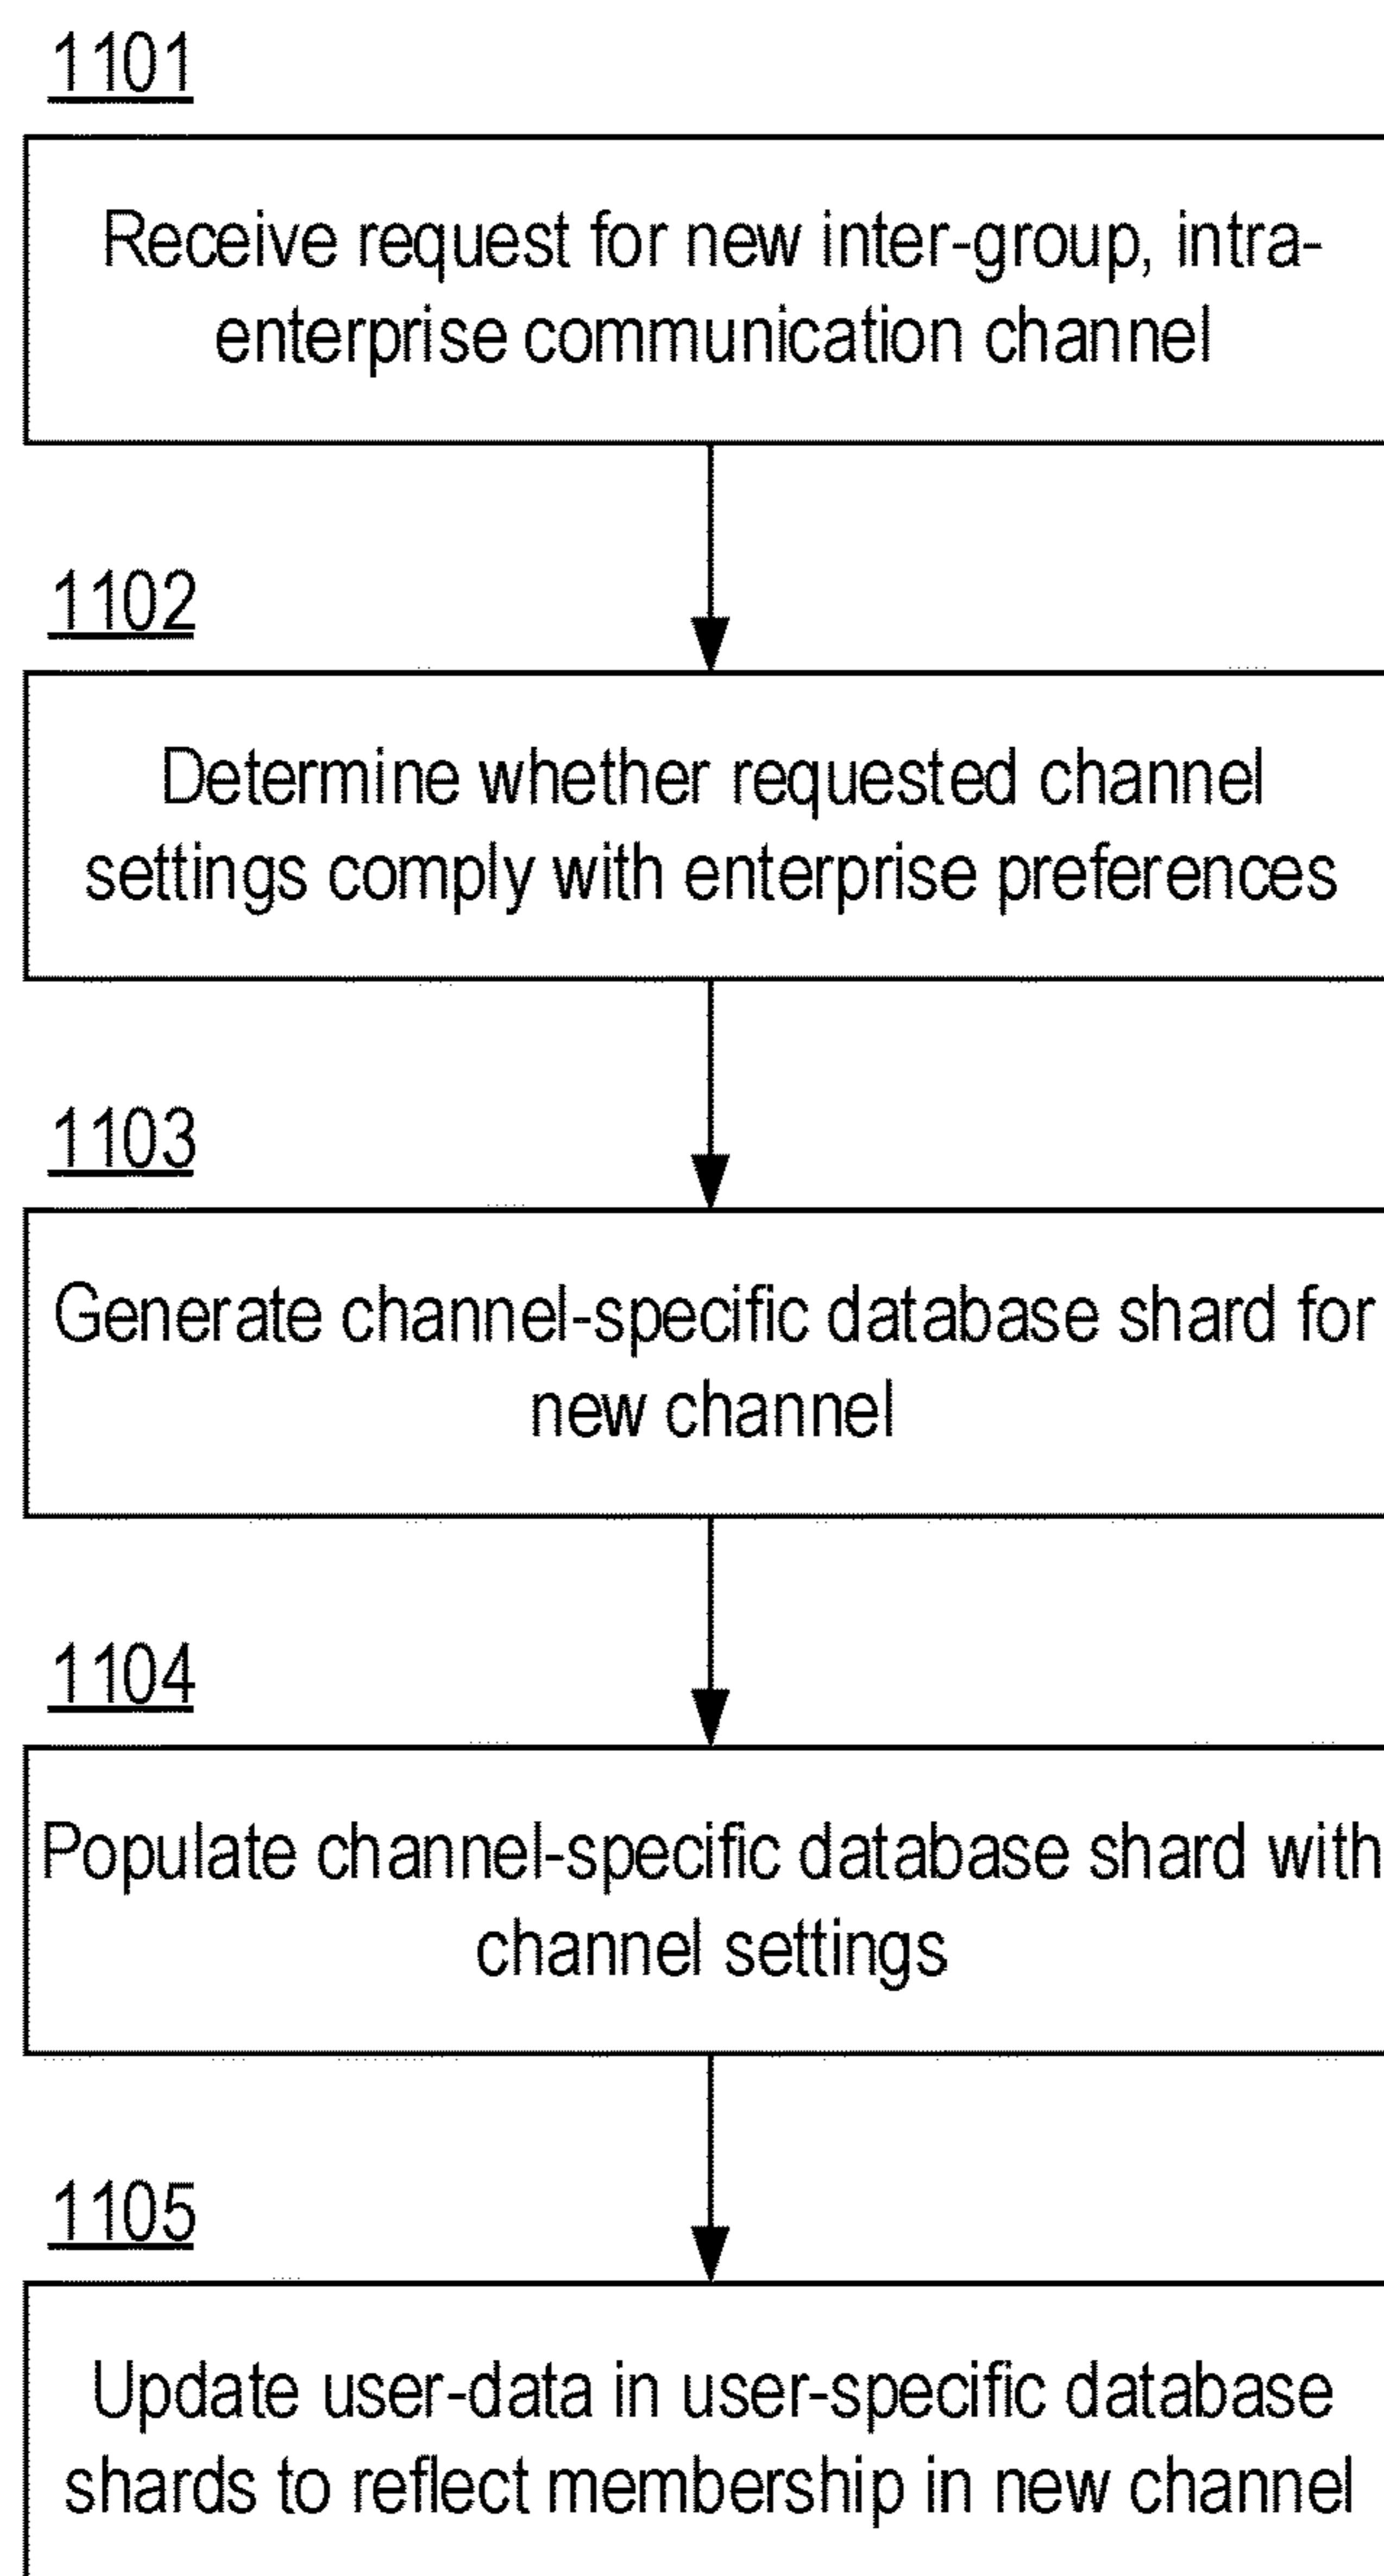 1101
Receive request for new inter-group, intra-
enterprise communication channel
1102
Determine whether requested channel
settings comply with enterprise preferences
1103
Generate channel-specific database shard for
new channel
1104
Populate channel-specific database shard with
channel settings
1105
Update user-data in user-specific database
shards to reflect membership in new channel